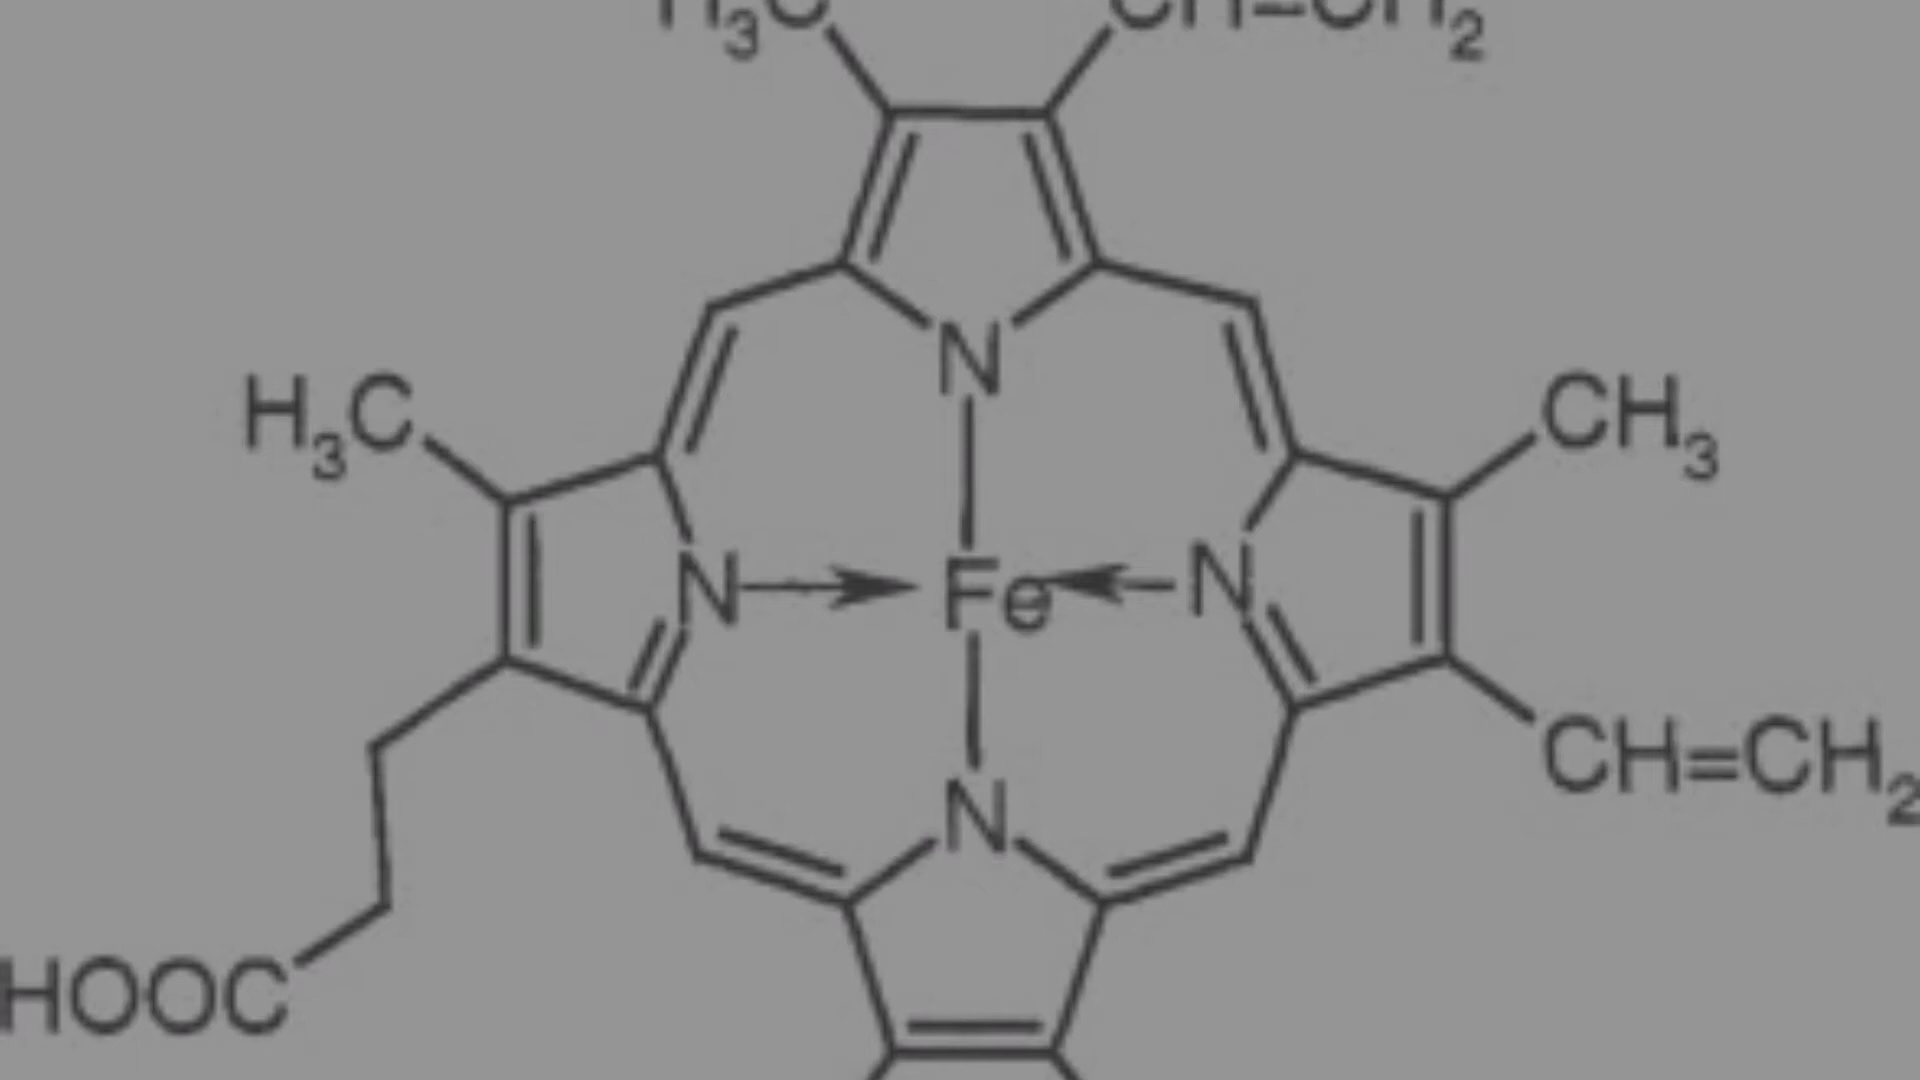 H3C CH=CH2
N
H3C CH3
N Fe N
CH=CH2
N
HOOC